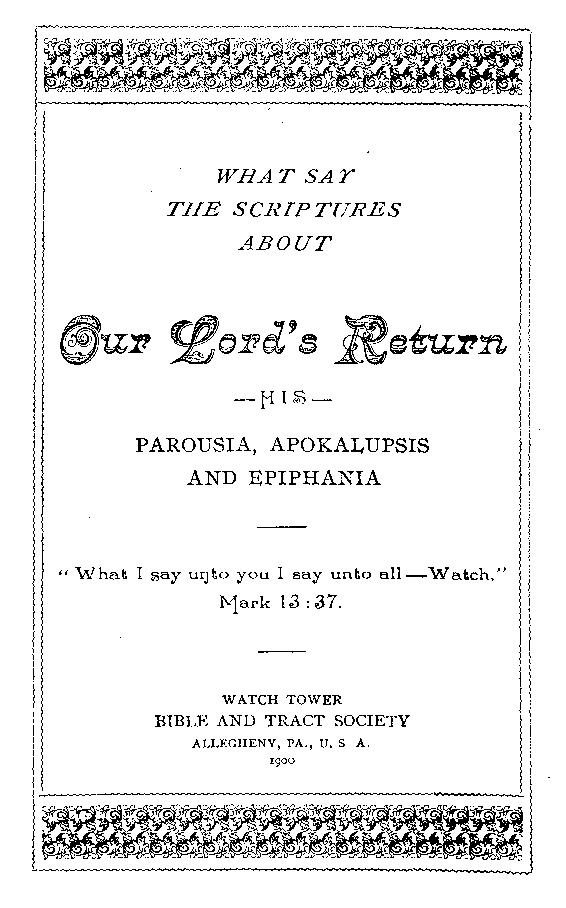 WHAT SAY
THE SCRIPTURES
ABOUT
Our Lord's Return
—HIS—
PAROUSIA, APOKALUPSIS
AND EPIPHANIA
"What I say unto you I say unto all—Watch."
Mark 13:37.
WATCH TOWER
BIBLE AND TRACT SOCIETY
ALLEGHENY, PA., U. S A.
1900